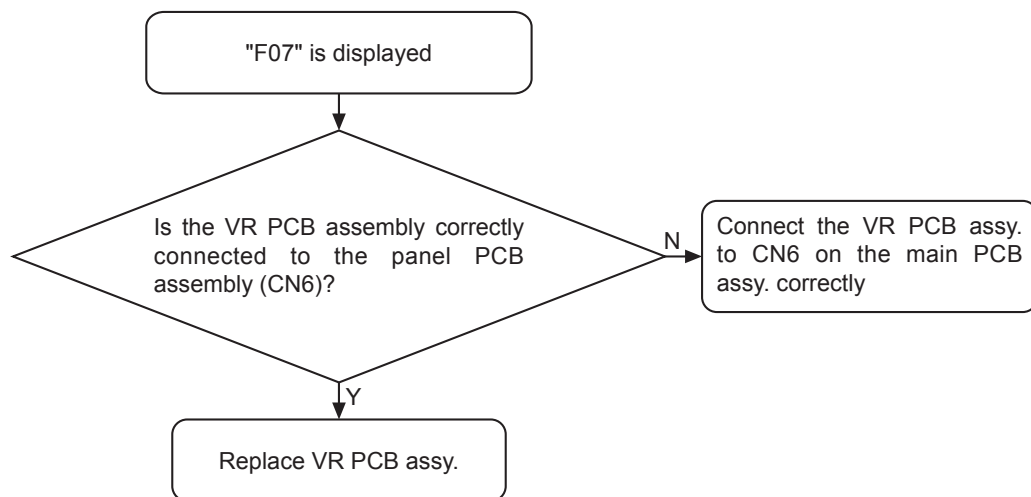 "F07" is displayed
Is the VR PCB assembly correctly
connected to the panel PCB
assembly (CN6)?
N
Connect the VR PCB assy.
to CN6 on the main PCB
assy. correctly
Y
Replace VR PCB assy.